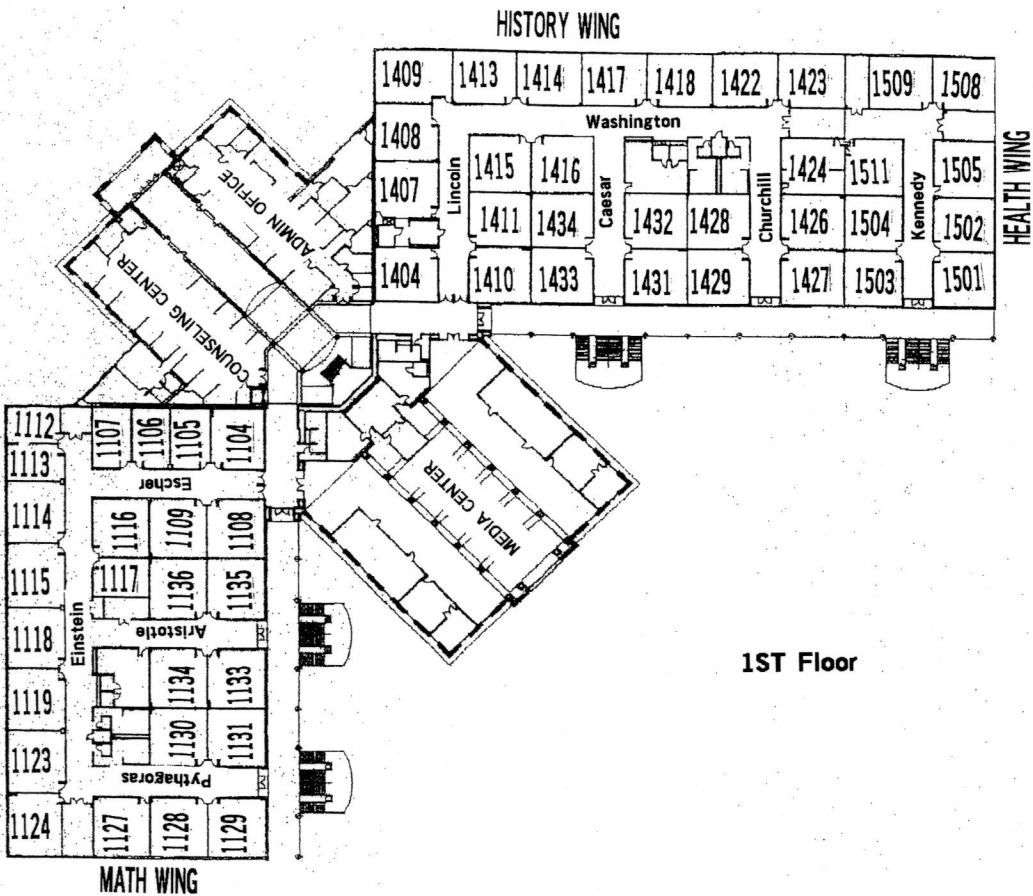 HISTORY WING
1409 1413 1414 1417 1418 1422 1423 1509 1508
Washington
1408 1415 1416 1424 1511 1505
1407 Lincoln 1411 1434 Caesar 1432 1428 Churchill 1426 1504 Kennedy 1502
HEALTH WING
1404 1410 1433 1431 1429 1427 1503 1501
ADMIN OFFICE
COUNSELING CENTER
1112 1107 1106 1105 1104
1113
Escher
1114 1116 1109 1108
MEDIA CENTER
1115 1117 1136 1135
Einstein
1118 Aristotle
1ST Floor
1119 1134 1133
1123 1130 1131
Pythagoras
1124 1127 1128 1129
MATH WING